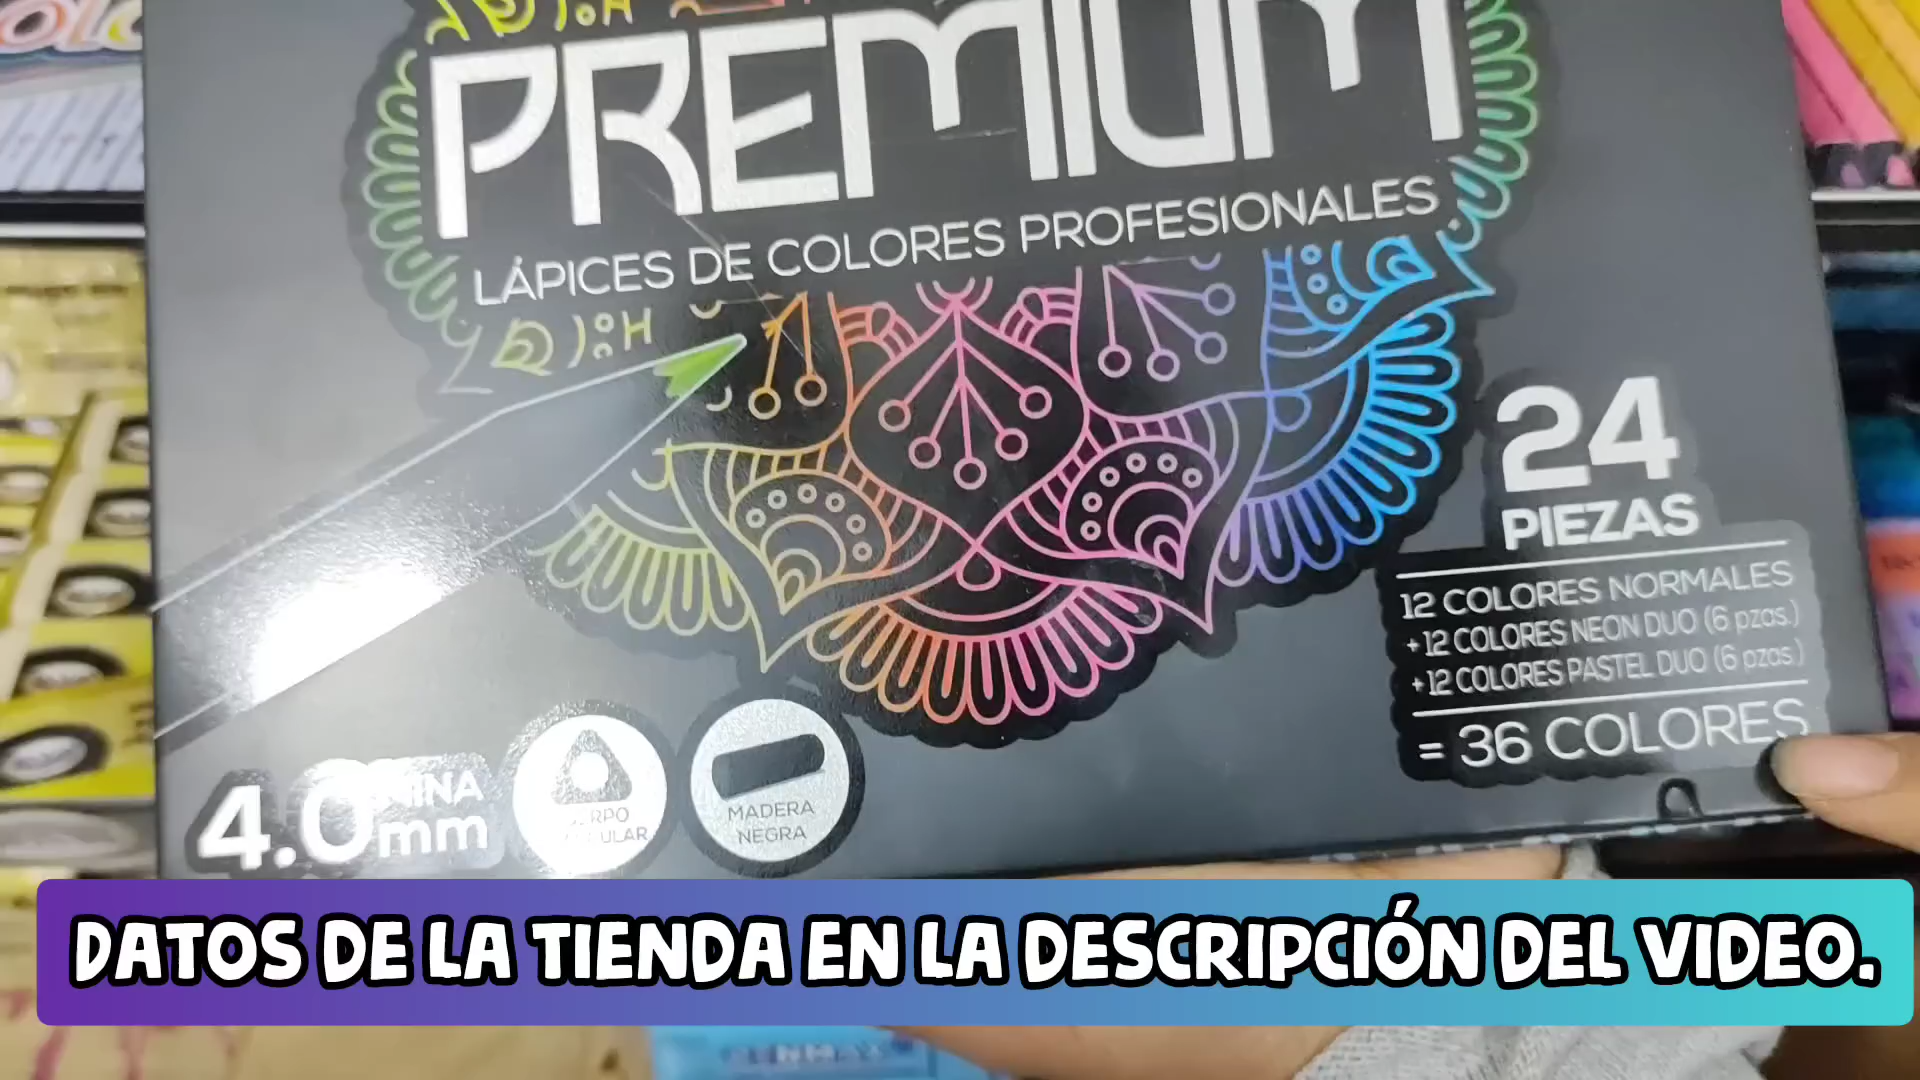 PREMIUM
LÁPICES DE COLORES PROFESIONALES
24
PIEZAS
12 COLORES NORMALES
+12 COLORES NEON DUO (6 pzas.)
+12 COLORES PASTEL DUO (6 pzas.)
= 36 COLORES
4.0mm
MADERA
NEGRA
DATOS DE LA TIENDA EN LA DESCRIPCIÓN DEL VIDEO.